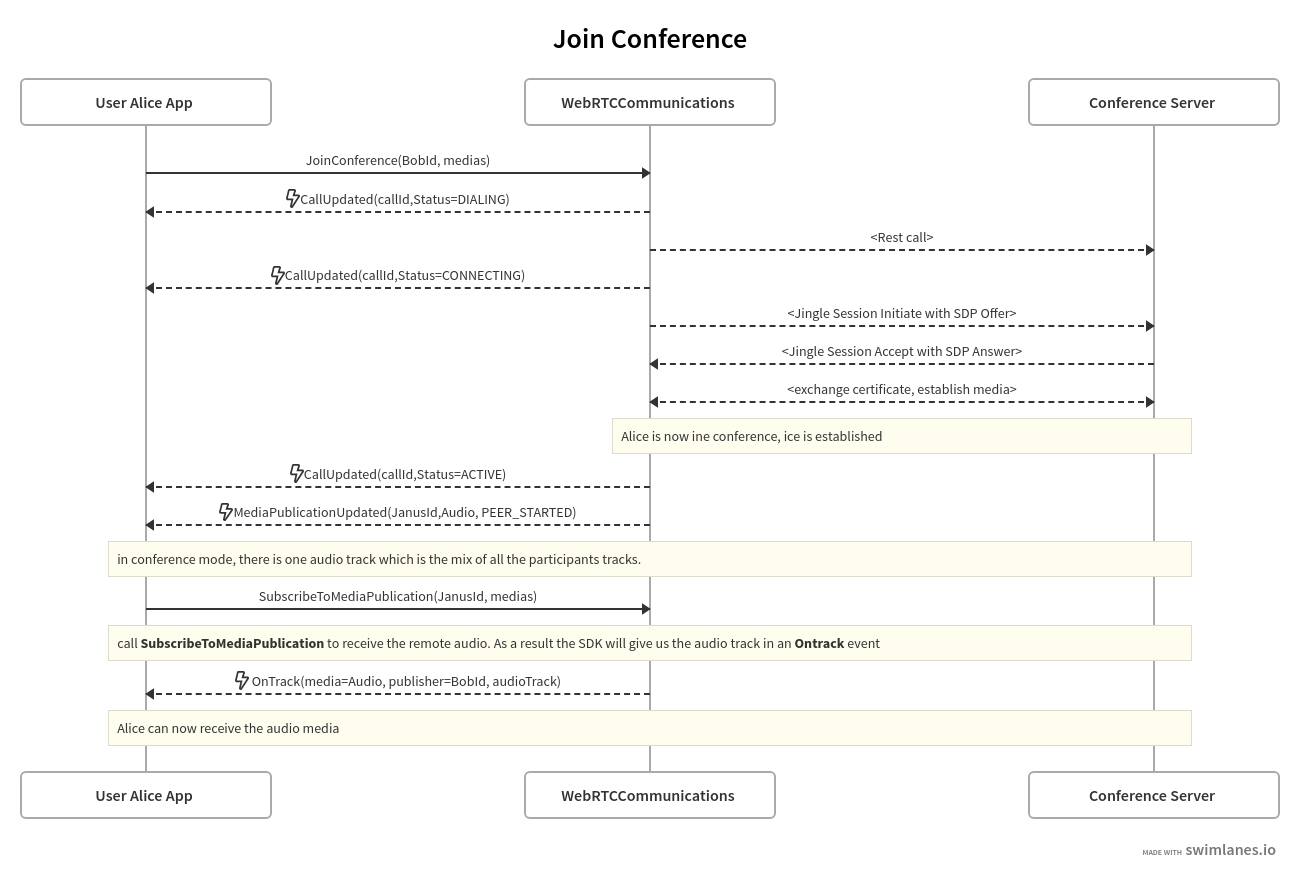 Join Conference
User Alice App
WebRTCCommunications
Conference Server
JoinConference(BobId, medias)
CallUpdated(callId,Status=DIALING)
<Rest call>
CallUpdated(callId,Status=CONNECTING)
<Jingle Session Initiate with SDP Offer>
<Jingle Session Accept with SDP Answer>
<exchange certificate, establish media>
Alice is now ine conference, ice is established
CallUpdated(callId,Status=ACTIVE)
MediaPublicationUpdated(JanusId,Audio, PEER_STARTED)
in conference mode, there is one audio track which is the mix of all the participants tracks.
SubscribeToMediaPublication(JanusId, medias)
call SubscribeToMediaPublication to receive the remote audio. As a result the SDK will give us the audio track in an Ontrack event
OnTrack(media=Audio, publisher=BobId, audioTrack)
Alice can now receive the audio media
User Alice App
WebRTCCommunications
Conference Server
MADE WITH swimlanes.io